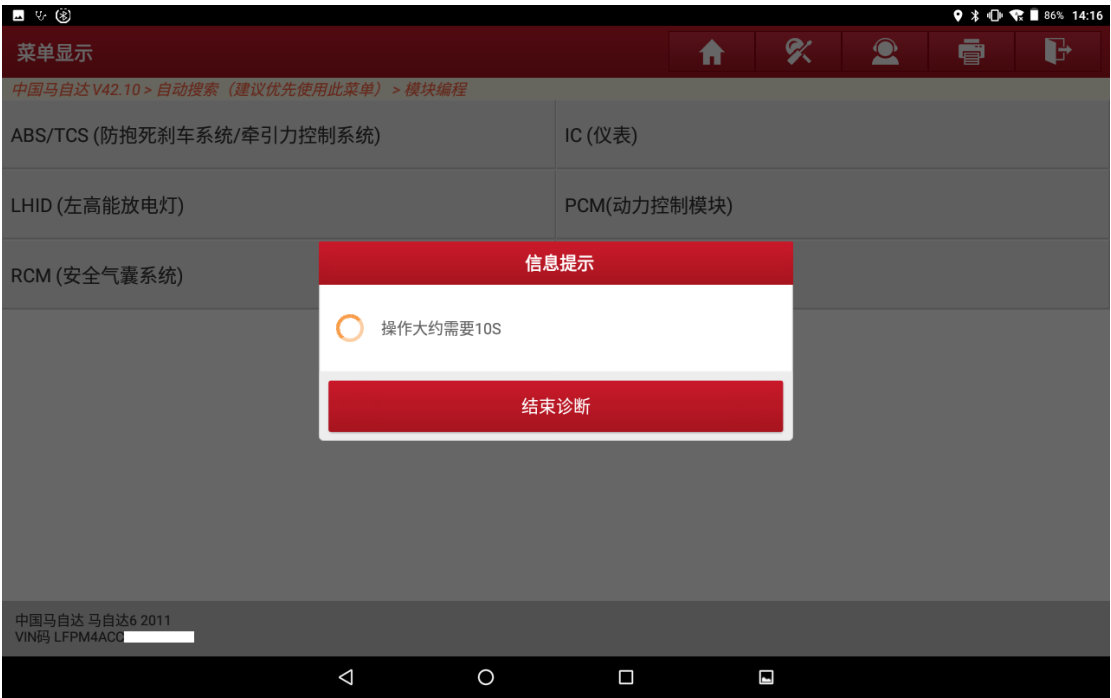 86% 14:16
菜单显示
中国马自达 V42.10 > 自动搜索（建议优先使用此菜单） > 模块编程
ABS/TCS (防抱死刹车系统/牵引力控制系统)
IC (仪表)
LHID (左高能放电灯)
PCM(动力控制模块)
RCM (安全气囊系统)
信息提示
操作大约需要10S
结束诊断
中国马自达 马自达6 2011
VIN码 LFPM4ACC